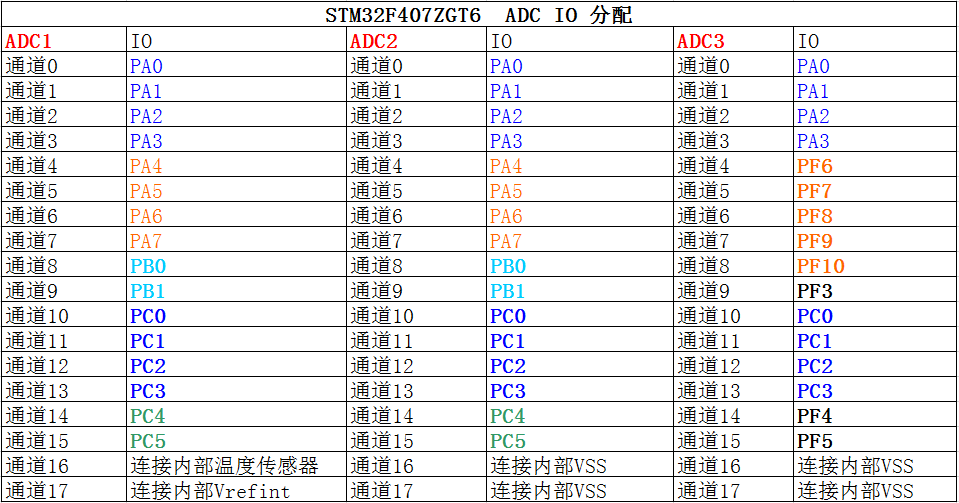 STM32F407ZGT6 ADC IO 分配
ADC1 IO ADC2 IO ADC3 IO
通道0 PA0 通道0 PA0 通道0 PA0
通道1 PA1 通道1 PA1 通道1 PA1
通道2 PA2 通道2 PA2 通道2 PA2
通道3 PA3 通道3 PA3 通道3 PA3
通道4 PA4 通道4 PA4 通道4 PF6
通道5 PA5 通道5 PA5 通道5 PF7
通道6 PA6 通道6 PA6 通道6 PF8
通道7 PA7 通道7 PA7 通道7 PF9
通道8 PB0 通道8 PB0 通道8 PF10
通道9 PB1 通道9 PB1 通道9 PF3
通道10 PC0 通道10 PC0 通道10 PC0
通道11 PC1 通道11 PC1 通道11 PC1
通道12 PC2 通道12 PC2 通道12 PC2
通道13 PC3 通道13 PC3 通道13 PC3
通道14 PC4 通道14 PC4 通道14 PF4
通道15 PC5 通道15 PC5 通道15 PF5
通道16 连接内部温度传感器 通道16 连接内部VSS 通道16 连接内部VSS
通道17 连接内部Vrefint 通道17 连接内部VSS 通道17 连接内部VSS